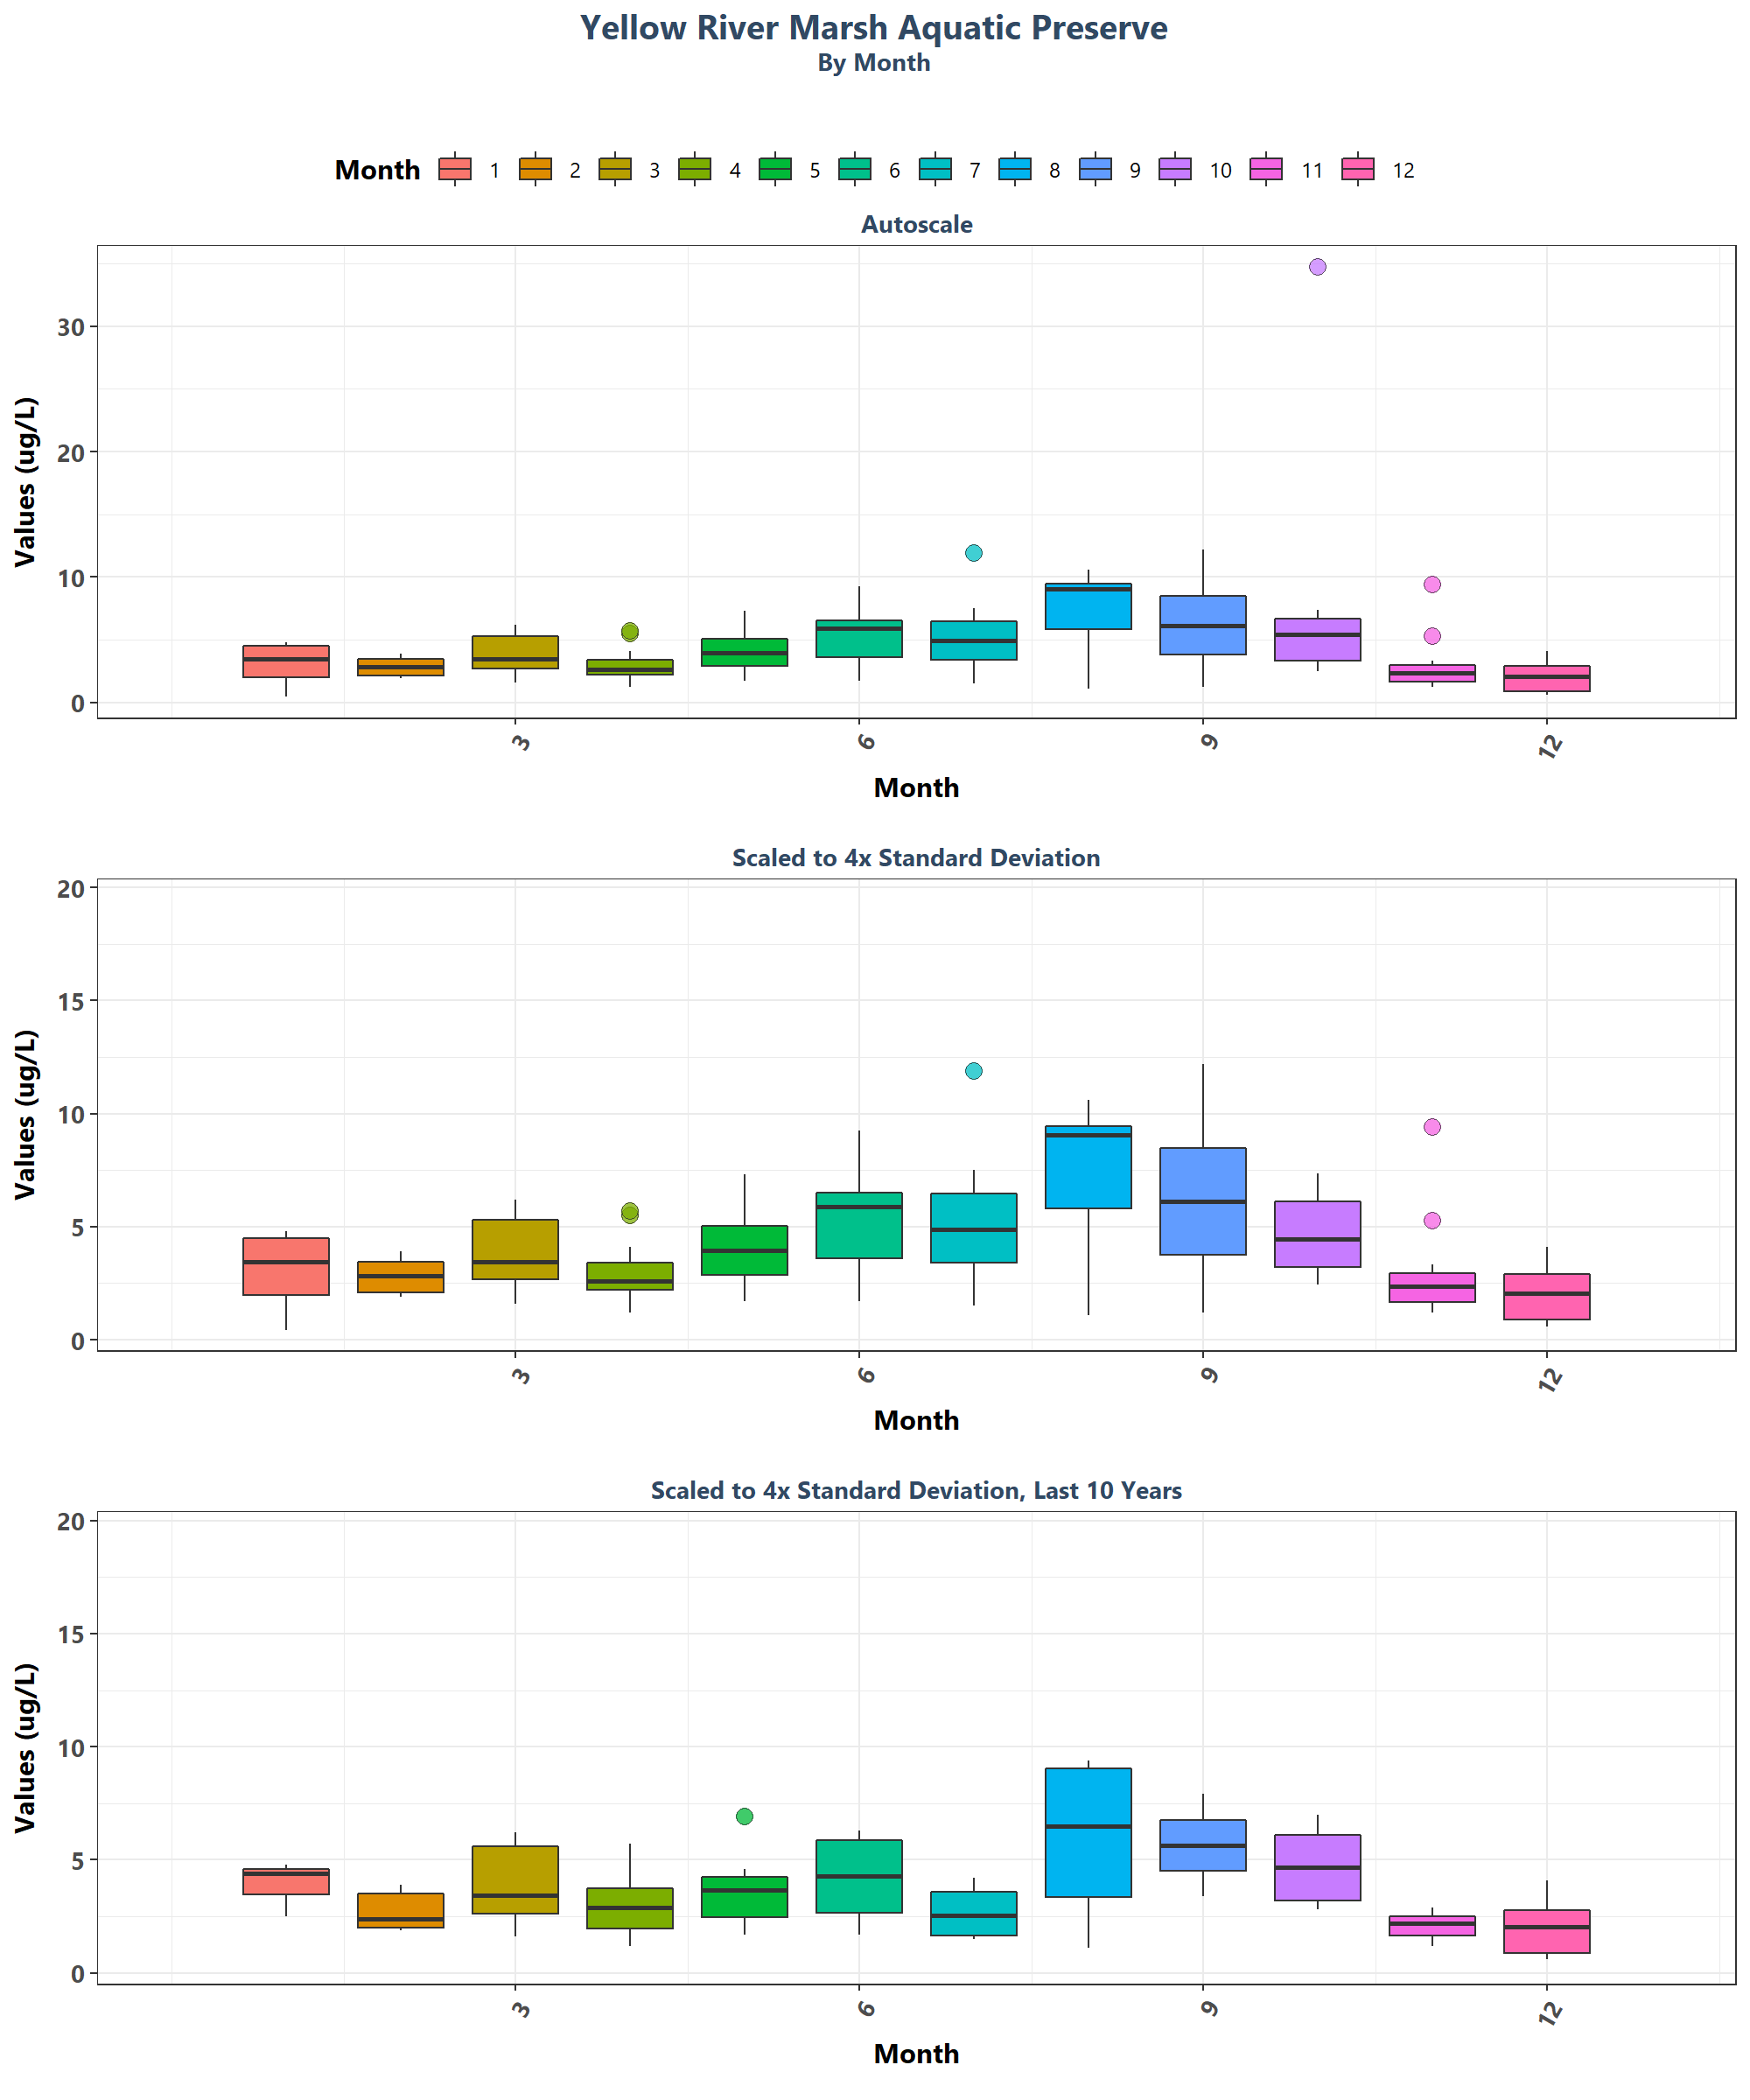 Yellow River Marsh Aquatic Preserve
By Month
Month 1 2 3 4 5 6 7 8 9 10 11 12
Autoscale
Values (ug/L)
30
20
10
0
3 6 9 12
Month
Scaled to 4x Standard Deviation
Values (ug/L)
20
15
10
5
0
3 6 9 12
Month
Scaled to 4x Standard Deviation, Last 10 Years
Values (ug/L)
20
15
10
5
0
3 6 9 12
Month